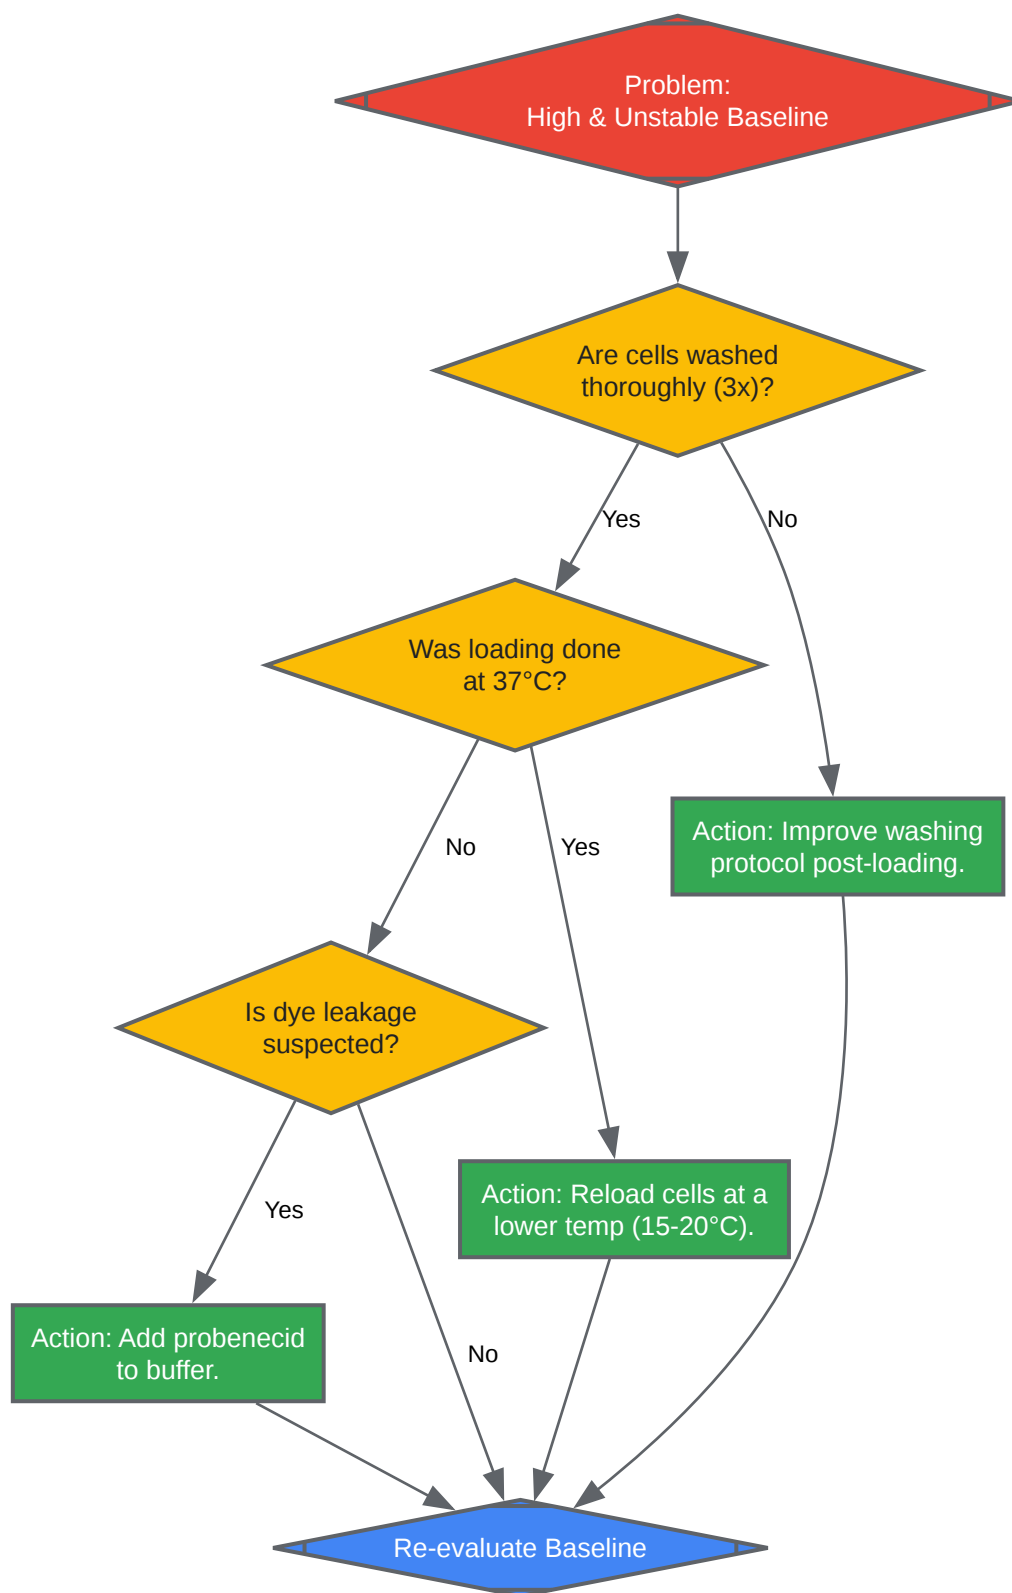 Problem:
High & Unstable Baseline
Are cells washed
thoroughly (3x)?
Yes
No
Was loading done
at 37°C?
Action: Improve washing
protocol post-loading.
No
Yes
Is dye leakage
suspected?
Action: Reload cells at a
lower temp (15-20°C).
Yes
Action: Add probenecid
to buffer.
No
Re-evaluate Baseline